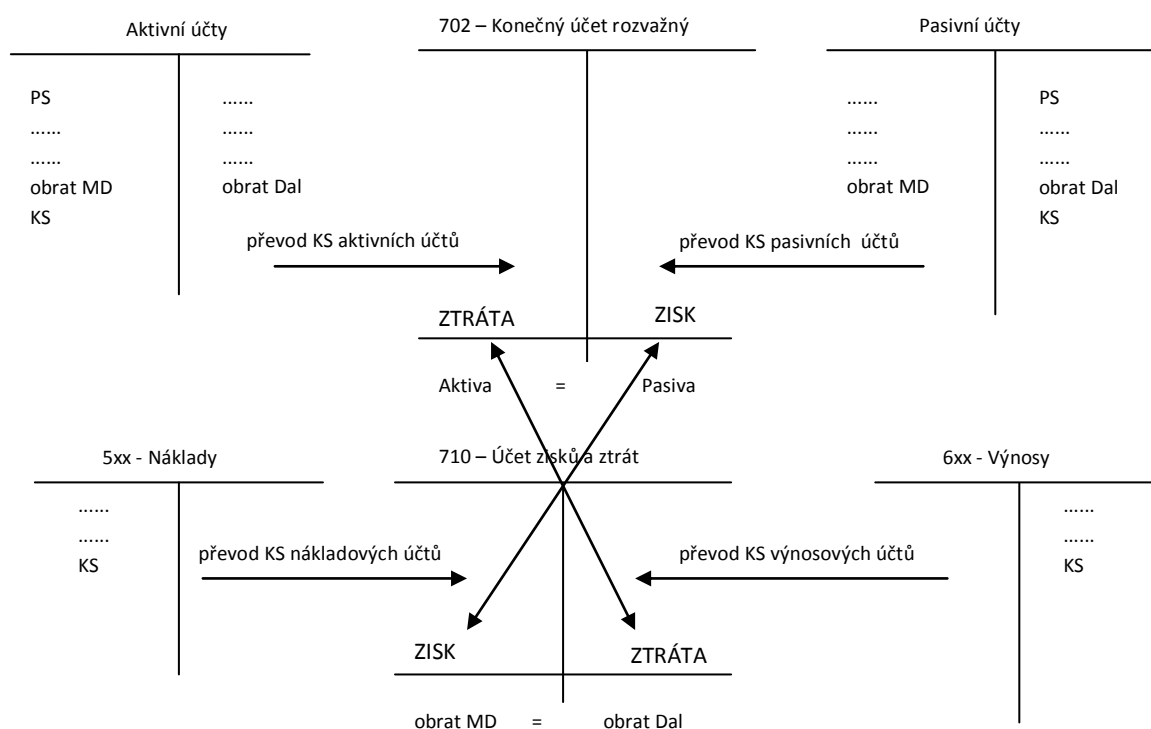 Aktivní účty
702 – Konečný účet rozvažný
Pasivní účty
PS
......
......
obrat MD
KS
......
......
......
obrat Dal
......
......
......
obrat MD
PS
......
......
obrat Dal
KS
převod KS aktivních účtů
převod KS pasivních účtů
ZTRÁTA
ZISK
Aktiva = Pasiva
5xx - Náklady
710 – Účet zisků a ztrát
6xx - Výnosy
......
......
KS
......
......
KS
převod KS nákladových účtů
převod KS výnosových účtů
ZISK
ZTRÁTA
obrat MD = obrat Dal